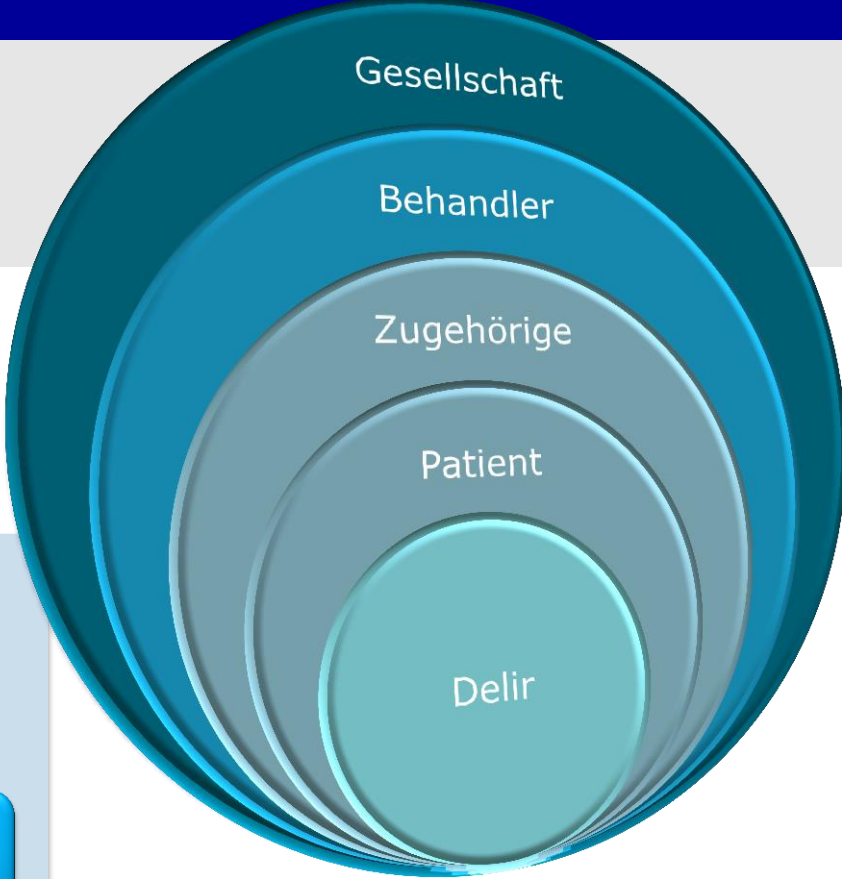 Gesellschaft
Behandler
Zugehörige
Patient
Delir